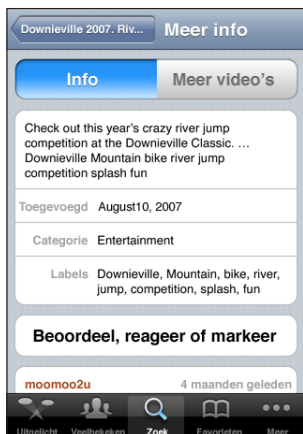 Downieville 2007. Riv...
Meer info
Info
Meer video's
Check out this year's crazy river jump
competition at the Downieville Classic. ...
Downieville Mountain bike river jump
competition splash fun
Toegevoegd August10, 2007
Categorie Entertainment
Labels Downieville, Mountain, bike, river,
jump, competition, splash, fun
Beoordeel, reageer of markeer
moomoo2u 4 maanden geleden
Uitgelicht Veelbekeken Zoek Favorieten Meer